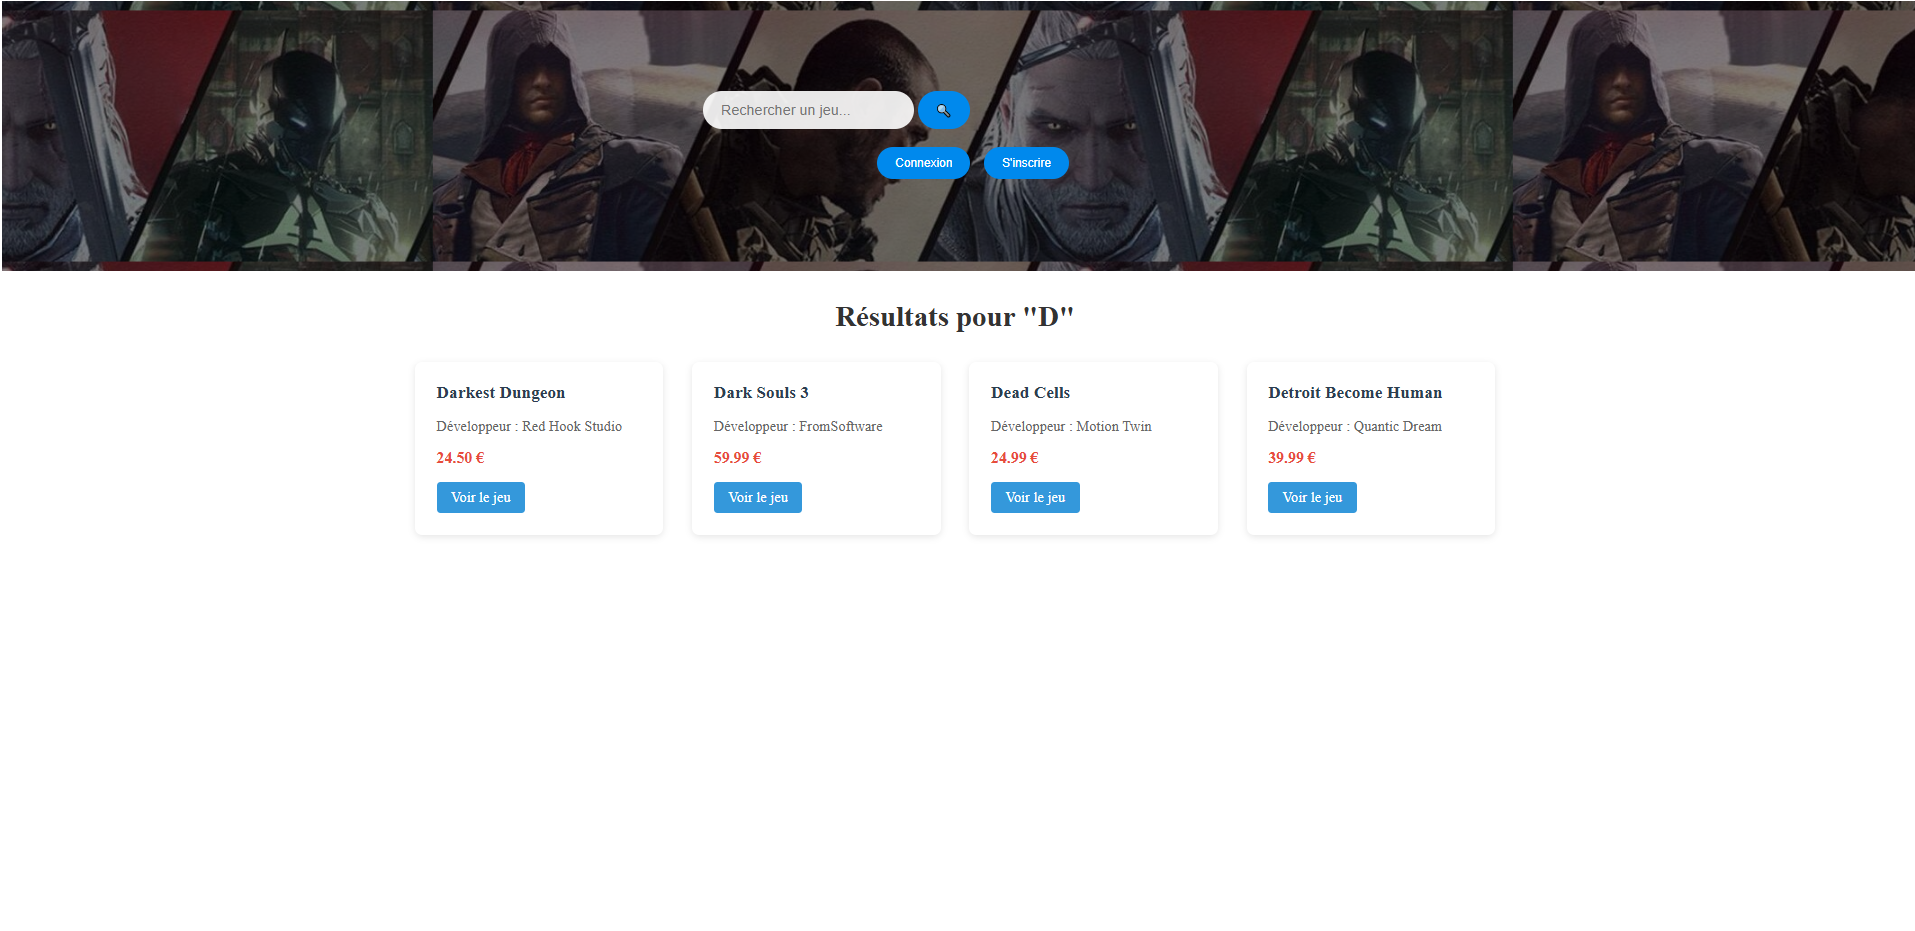 Rechercher un jeu...
Connexion
S'inscrire
Résultats pour "D"
Darkest Dungeon
Développeur : Red Hook Studio
24.50 €
Voir le jeu
Dark Souls 3
Développeur : FromSoftware
59.99 €
Voir le jeu
Dead Cells
Développeur : Motion Twin
24.99 €
Voir le jeu
Detroit Become Human
Développeur : Quantic Dream
39.99 €
Voir le jeu